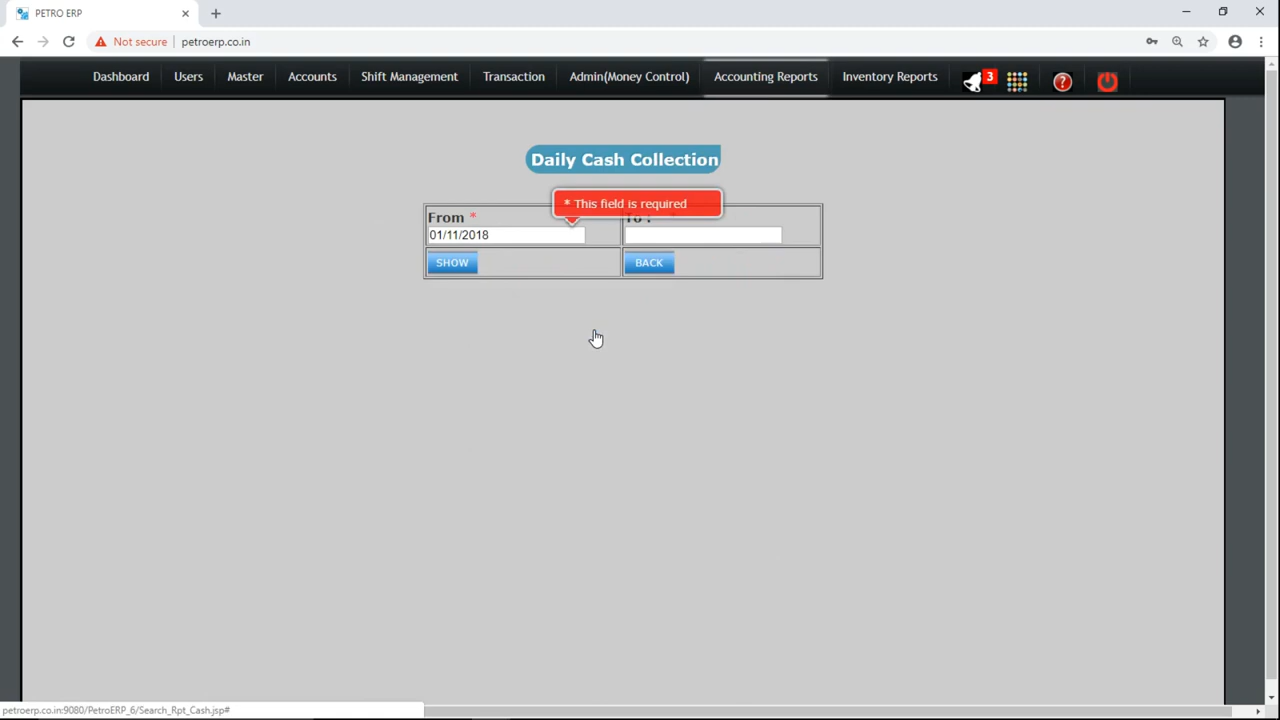 PETRO ERP
Not secure petroerp.co.in
Dashboard Users Master Accounts Shift Management Transaction Admin(Money Control) Accounting Reports Inventory Reports 3 ?
Daily Cash Collection
* This field is required
From * To : *
01/11/2018
SHOW BACK
petroerp.co.in:9080/PetroERP_6/Search_Rpt_Cash.jsp#